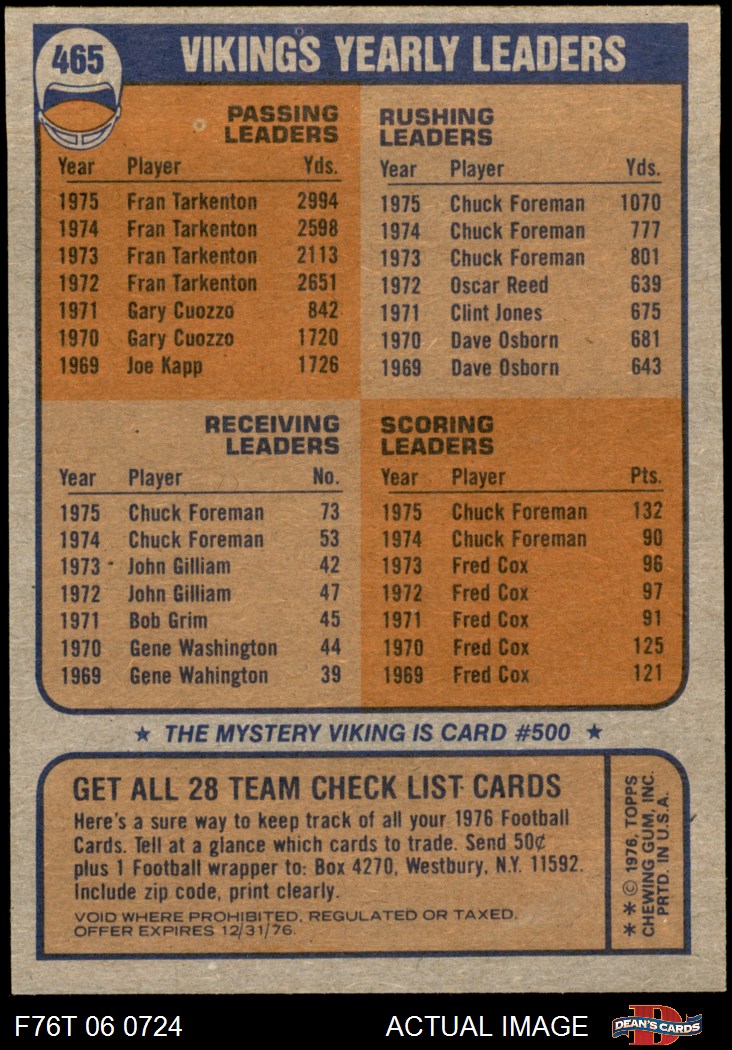 465
VIKINGS YEARLY LEADERS
PASSING
LEADERS
Year Player Yds.
1975 Fran Tarkenton 2994
1974 Fran Tarkenton 2598
1973 Fran Tarkenton 2113
1972 Fran Tarkenton 2651
1971 Gary Cuozzo 842
1970 Gary Cuozzo 1720
1969 Joe Kapp 1726
RUSHING
LEADERS
Year Player Yds.
1975 Chuck Foreman 1070
1974 Chuck Foreman 777
1973 Chuck Foreman 801
1972 Oscar Reed 639
1971 Clint Jones 675
1970 Dave Osborn 681
1969 Dave Osborn 643
RECEIVING
LEADERS
Year Player No.
1975 Chuck Foreman 73
1974 Chuck Foreman 53
1973 John Gilliam 42
1972 John Gilliam 47
1971 Bob Grim 45
1970 Gene Washington 44
1969 Gene Wahington 39
SCORING
LEADERS
Year Player Pts.
1975 Chuck Foreman 132
1974 Chuck Foreman 90
1973 Fred Cox 96
1972 Fred Cox 97
1971 Fred Cox 91
1970 Fred Cox 125
1969 Fred Cox 121
★ THE MYSTERY VIKING IS CARD #500 ★
GET ALL 28 TEAM CHECK LIST CARDS
Here's a sure way to keep track of all your 1976 Football
Cards. Tell at a glance which cards to trade. Send 50¢
plus 1 Football wrapper to: Box 4270, Westbury, N.Y. 11592.
Include zip code, print clearly.
VOID WHERE PROHIBITED, REGULATED OR TAXED.
OFFER EXPIRES 12/31/76.
** © 1976, TOPPS
CHEWING GUM, INC.
PRTD. IN U.S.A.
F76T 06 0724 ACTUAL IMAGE
D
DEAN'S CARDS